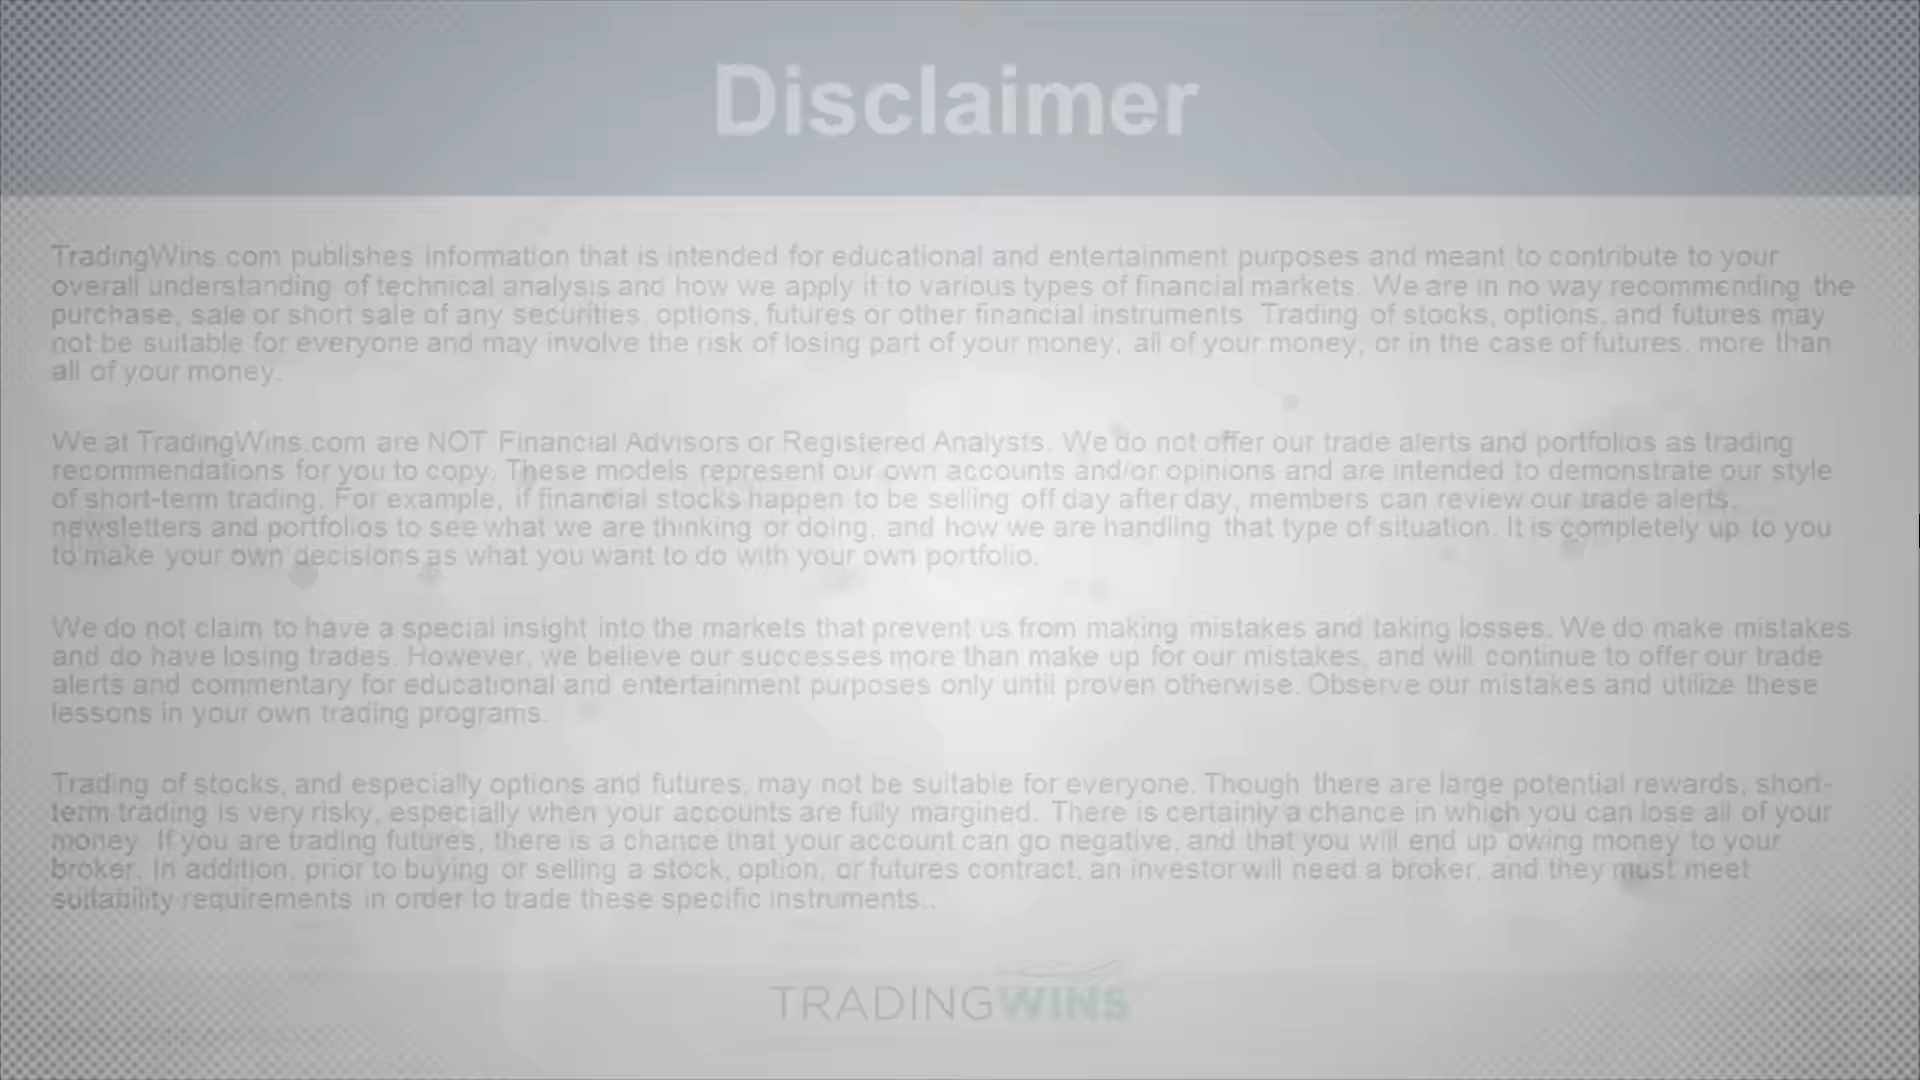 Disclaimer
TradingWins.com publishes information that is intended for educational and entertainment purposes and meant to contribute to your
overall understanding of technical analysis and how we apply it to various types of financial markets. We are in no way recommending the
purchase, sale or short sale of any securities, options, futures or other financial instruments. Trading of stocks, options, and futures may
not be suitable for everyone and may involve the risk of losing part of your money, all of your money, or in the case of futures, more than
all of your money.
We at TradingWins.com are NOT Financial Advisors or Registered Analysts. We do not offer our trade alerts and portfolios as trading
recommendations for you to copy. These models represent our own accounts and/or opinions and are intended to demonstrate our style
of short-term trading. For example, if financial stocks happen to be selling off day after day, members can review our trade alerts,
newsletters and portfolios to see what we are thinking or doing, and how we are handling that type of situation. It is completely up to you
to make your own decisions as what you want to do with your own portfolio.
We do not claim to have a special insight into the markets that prevent us from making mistakes and taking losses. We do make mistakes
and do have losing trades. However, we believe our successes more than make up for our mistakes, and will continue to offer our trade
alerts and commentary for educational and entertainment purposes only until proven otherwise. Observe our mistakes and utilize these
lessons in your own trading programs.
Trading of stocks, and especially options and futures, may not be suitable for everyone. Though there are large potential rewards, short-
term trading is very risky, especially when your accounts are fully margined. There is certainly a chance in which you can lose all of your
money. If you are trading futures, there is a chance that your account can go negative, and that you will end up owing money to your
broker. In addition, prior to buying or selling a stock, option, or futures contract, an investor will need a broker, and they must meet
suitability requirements in order to trade these specific instruments..
TRADINGWINS